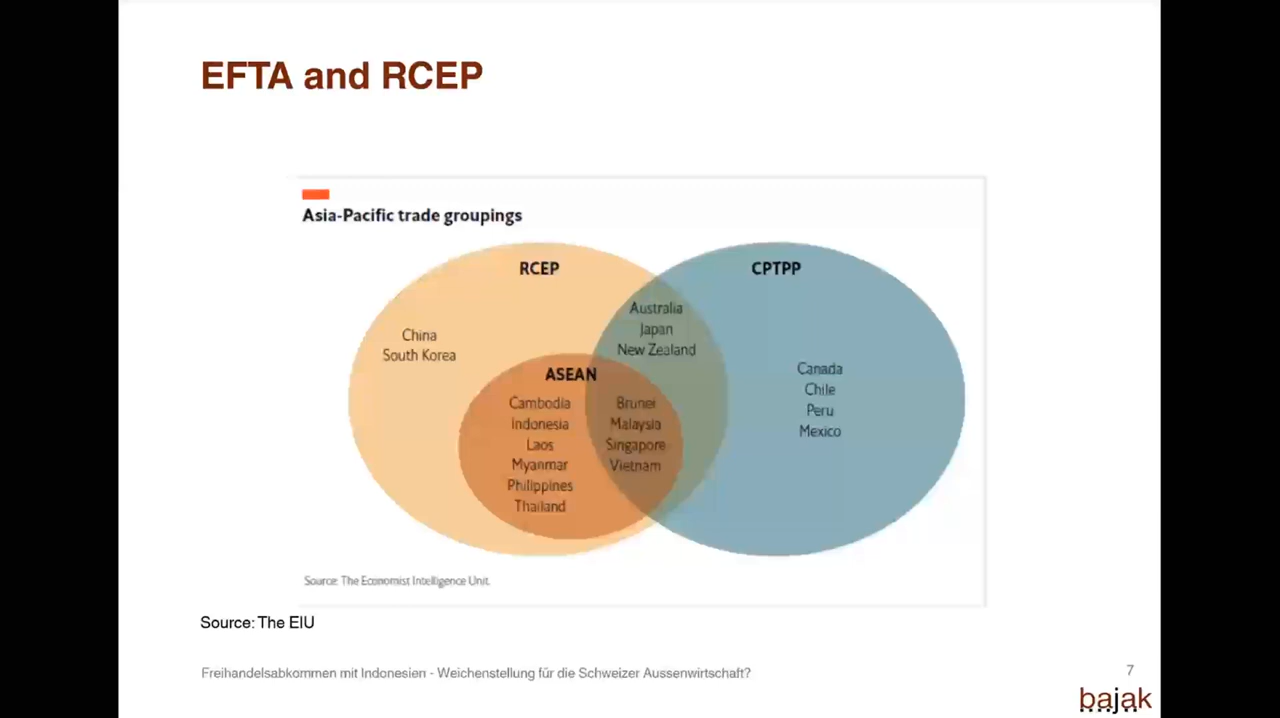 EFTA and RCEP
Asia-Pacific trade groupings
RCEP
CPTPP
Australia
Japan
New Zealand
China
South Korea
ASEAN
Cambodia
Indonesia
Laos
Myanmar
Philippines
Thailand
Brunei
Malaysia
Singapore
Vietnam
Canada
Chile
Peru
Mexico
Source: The Economist Intelligence Unit.
Source: The EIU
Freihandelsabkommen mit Indonesien - Weichenstellung für die Schweizer Aussenwirtschaft?
7
bajak